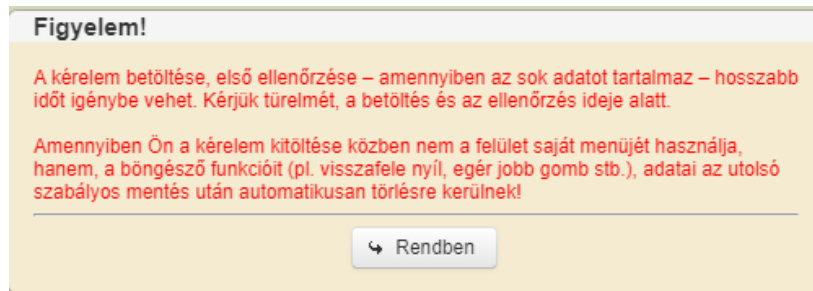 Figyelem!
A kérelem betöltése, első ellenőrzése – amennyiben az sok adatot tartalmaz – hosszabb
időt igénybe vehet. Kérjük türelmét, a betöltés és az ellenőrzés ideje alatt.
Amennyiben Ön a kérelem kitöltése közben nem a felület saját menüjét használja,
hanem, a böngésző funkcióit (pl. visszafele nyíl, egér jobb gomb stb.), adatai az utolsó
szabályos mentés után automatikusan törlésre kerülnek!
Rendben